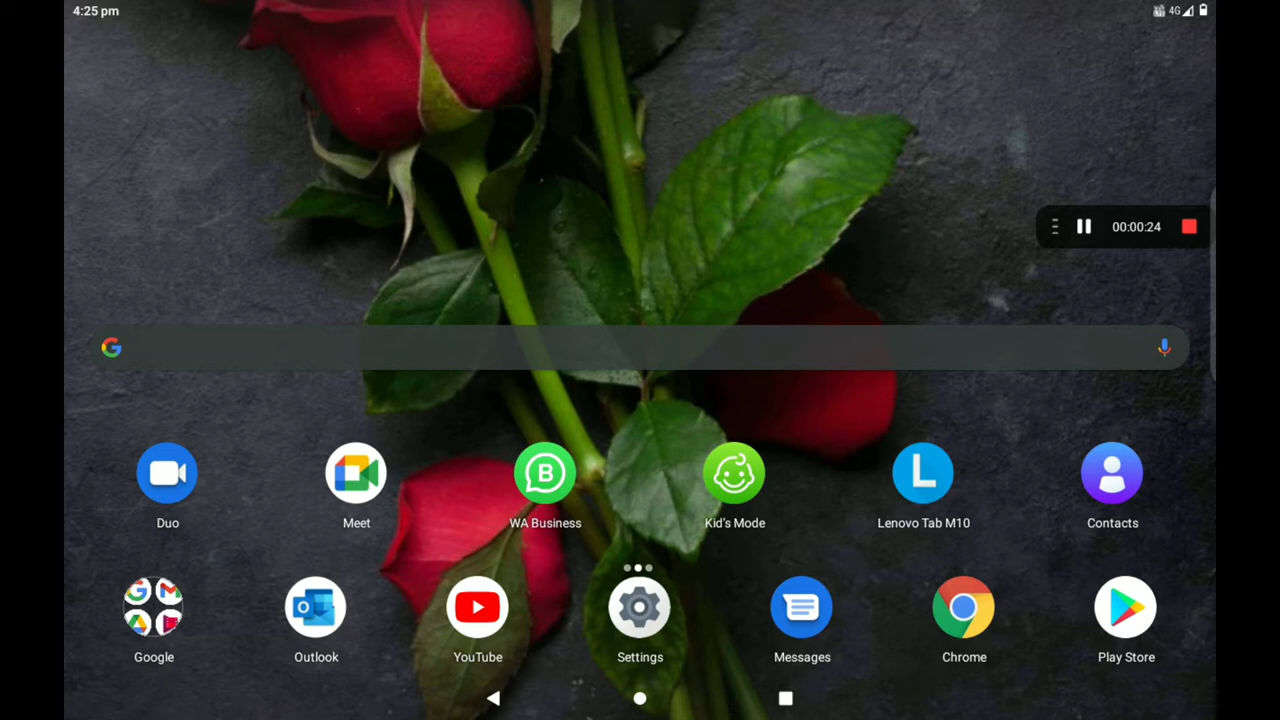 4:25 pm
4G
00:00:24
Duo
Meet
WA Business
Kid's Mode
Lenovo Tab M10
Contacts
Google
Outlook
YouTube
Settings
Messages
Chrome
Play Store